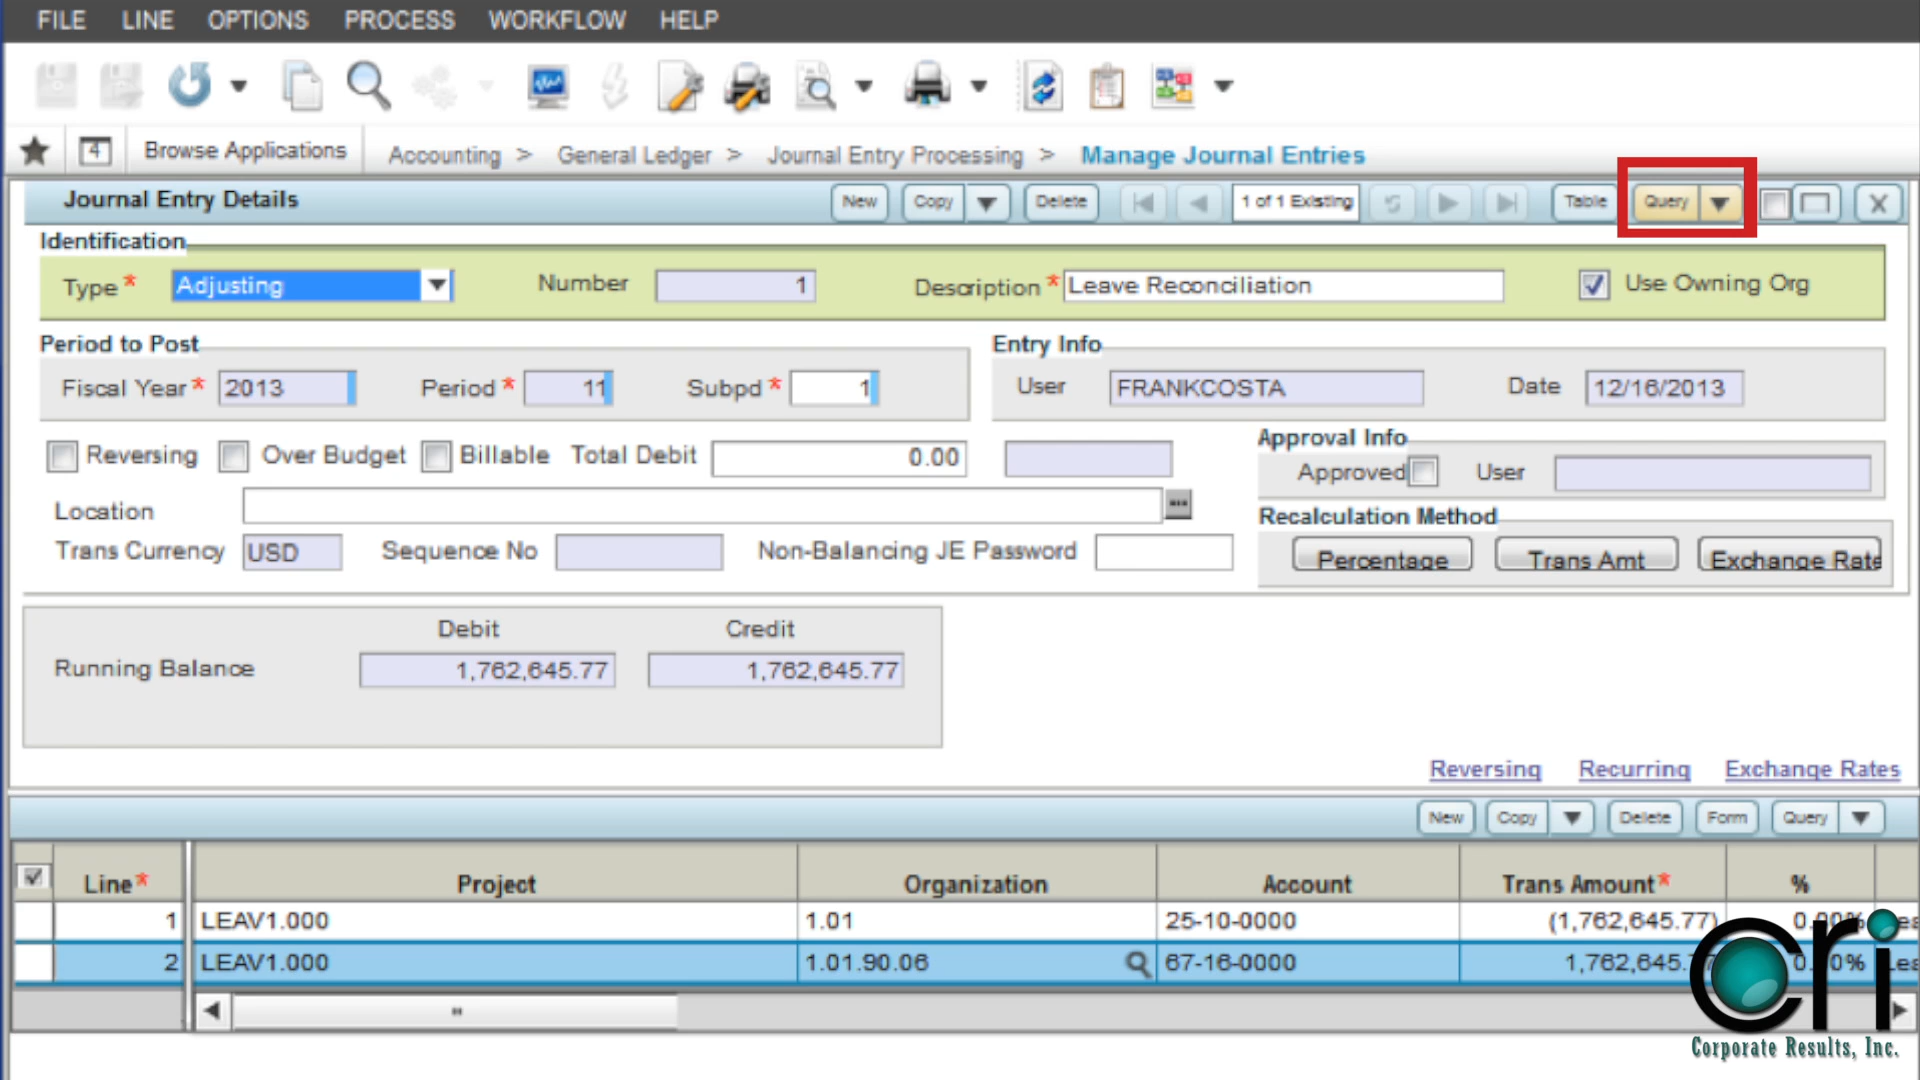 FILE LINE OPTIONS PROCESS WORKFLOW HELP
4 Browse Applications Accounting > General Ledger > Journal Entry Processing > Manage Journal Entries
Journal Entry Details New Copy Delete 1 of 1 Existing Table Query X
Identification
Type * Adjusting Number 1 Description * Leave Reconciliation Use Owning Org
Period to Post Entry Info
Fiscal Year * 2013 Period * 11 Subpd * 1 User FRANKCOSTA Date 12/16/2013
Reversing Over Budget Billable Total Debit 0.00
Approval Info
Approved User
Location
Recalculation Method
Trans Currency USD Sequence No Non-Balancing JE Password
Percentage Trans Amt Exchange Rate
Debit Credit
Running Balance 1,762,645.77 1,762,645.77
Reversing Recurring Exchange Rates
New Copy Delete Form Query
Line* Project Organization Account Trans Amount* %
1 LEAV1.000 1.01 25-10-0000 (1,762,645.77) 0.00%
2 LEAV1.000 1.01.90.06 67-16-0000 1,762,645.77
cri
Corporate Results, Inc.